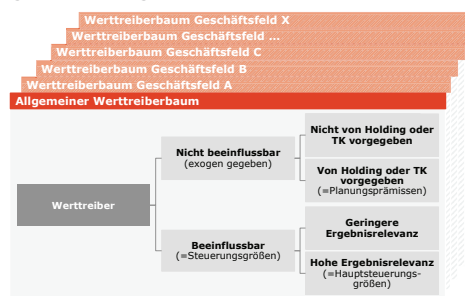 Werttreiberbaum Geschäftsfeld X
Werttreiberbaum Geschäftsfeld ...
Werttreiberbaum Geschäftsfeld C
Werttreiberbaum Geschäftsfeld B
Werttreiberbaum Geschäftsfeld A
Allgemeiner Werttreiberbaum
Werttreiber
Nicht beeinflussbar
(exogen gegeben)
Nicht von Holding oder
TK vorgegeben
Von Holding oder TK
vorgegeben
(=Planungsprämissen)
Beeinflussbar
(=Steuerungsgrößen)
Geringere
Ergebnisrelevanz
Hohe Ergebnisrelevanz
(=Hauptsteuerungs-
größen)